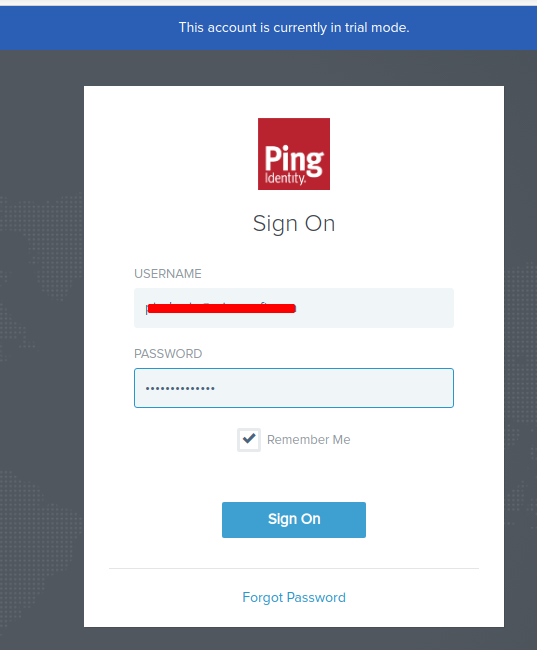 This account is currently in trial mode.
Ping
Identity.
Sign On
USERNAME
PASSWORD
••••••••••••••
Remember Me
Sign On
Forgot Password